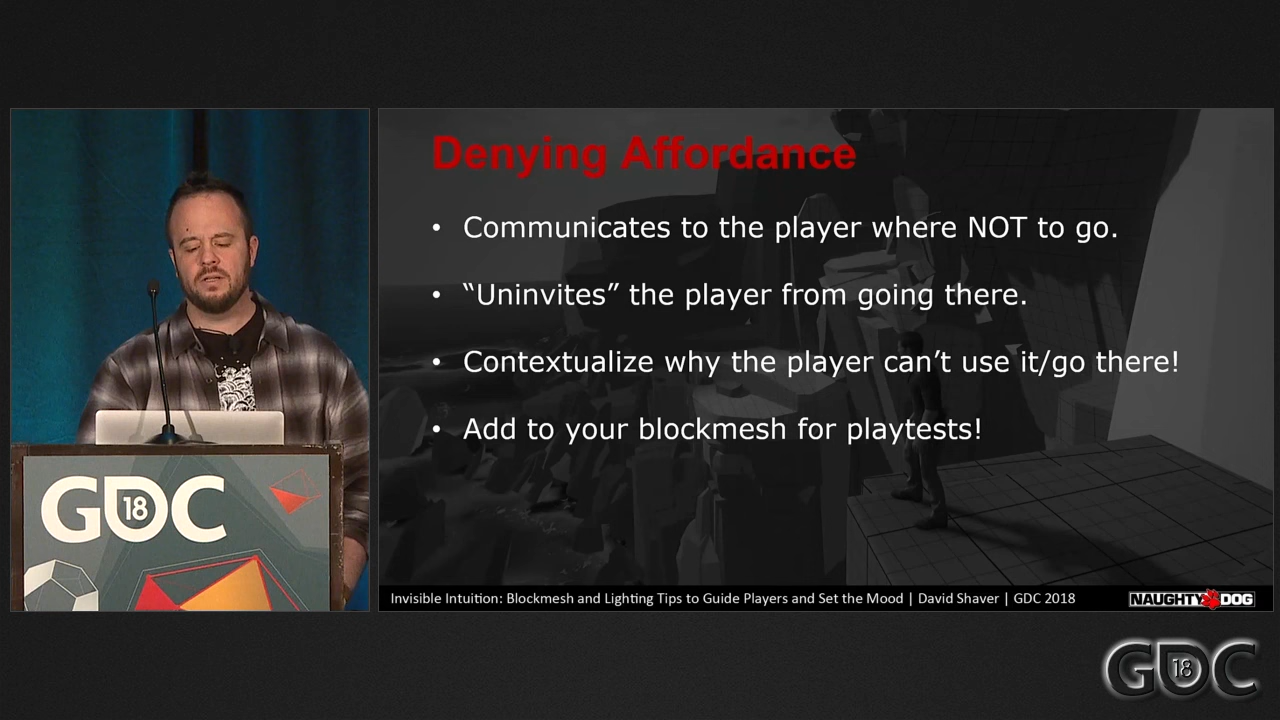 Denying Affordance
• Communicates to the player where NOT to go.
• “Uninvites” the player from going there.
• Contextualize why the player can’t use it/go there!
• Add to your blockmesh for playtests!
Invisible Intuition: Blockmesh and Lighting Tips to Guide Players and Set the Mood | David Shaver | GDC 2018
NAUGHTY DOG
GDC 18
GDC 18